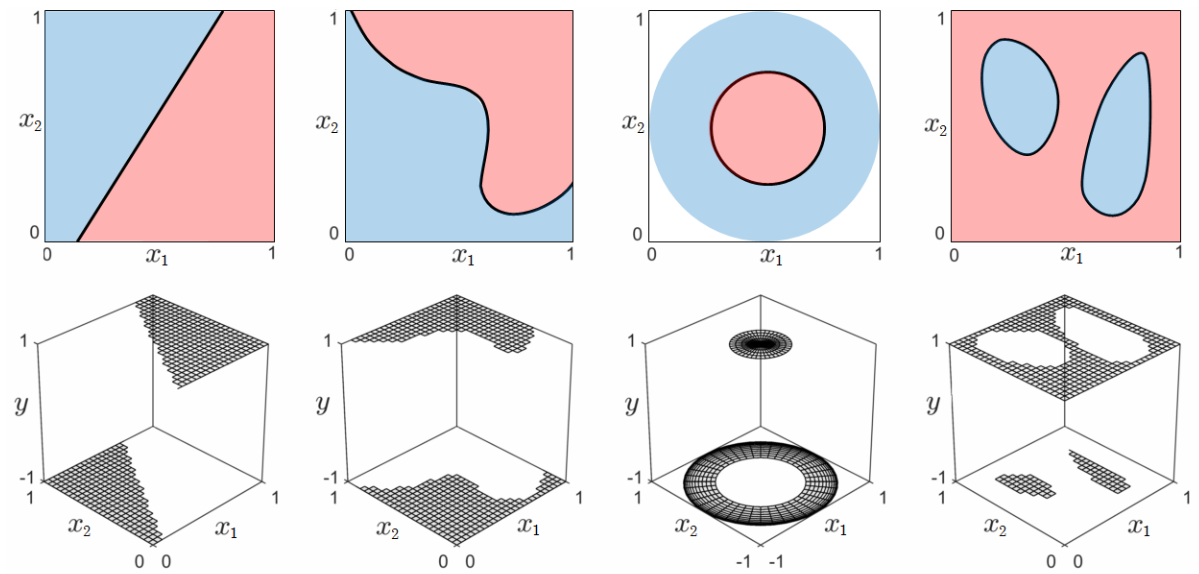 1 1 1 1
x₂ x₂ x₂ x₂
0 0 0 0
0 x₁ 1 0 x₁ 1 0 x₁ 1 0 x₁ 1
1 1 1 1
y y y y
-1 -1 -1 -1
1 1 1 1 1 1 1 1
x₂ x₁ x₂ x₁ x₂ x₁ x₂ x₁
0 0 0 0 -1 -1 0 0